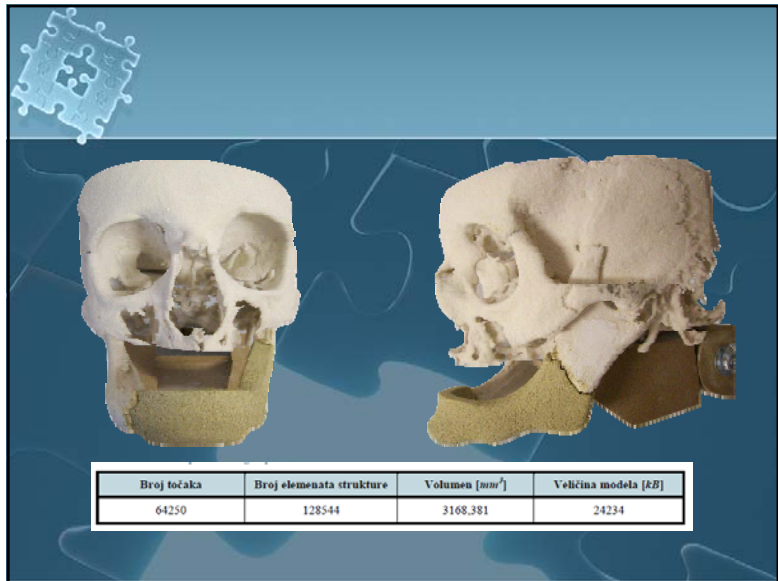 Broj točaka Broj elemenata strukture Volumen [mm³] Veličina modela [kB]
64250 128544 3168,381 24234